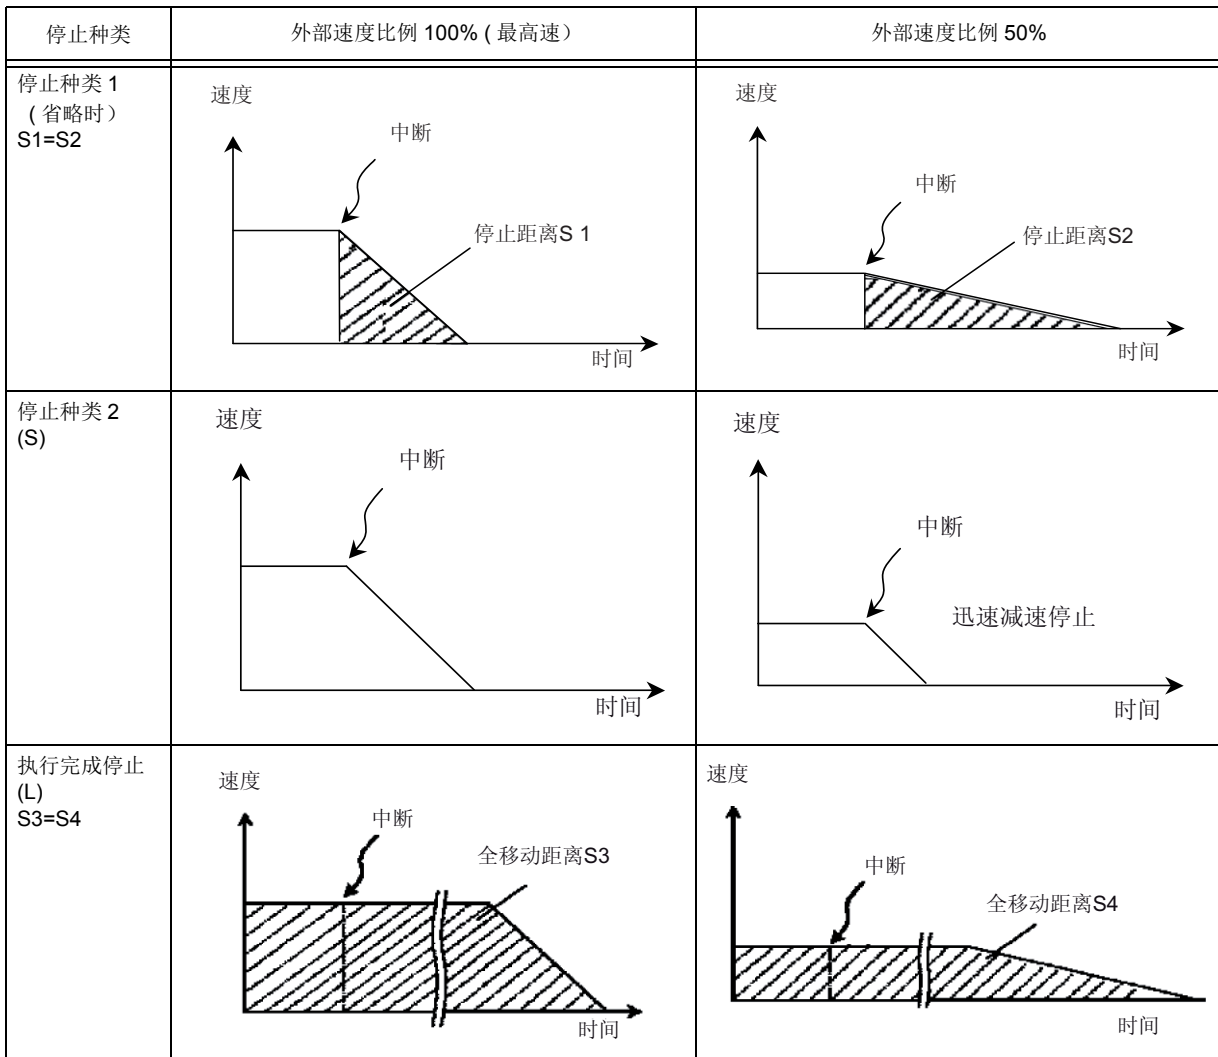 停止种类
外部速度比例 100% ( 最高速）
外部速度比例 50%
停止种类 1
( 省略时）
S1=S2
速度
中断
停止距离S 1
时间
速度
中断
停止距离S2
时间
停止种类 2
(S)
速度
中断
时间
速度
中断
迅速减速停止
时间
执行完成停止
(L)
S3=S4
速度
中断
全移动距离S3
时间
速度
中断
全移动距离S4
时间